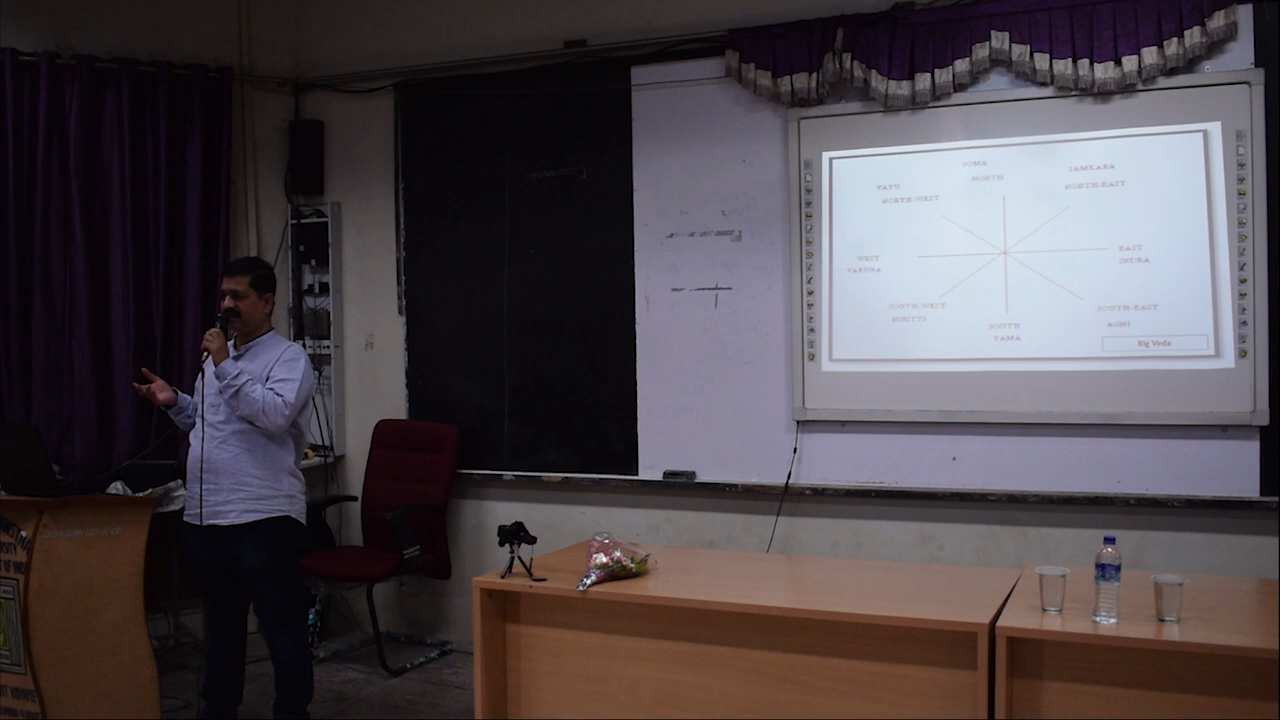 SOMA
NORTH
SAMKARA
NORTH-EAST
VAYU
NORTH-WEST
EAST
INDRA
WEST
VARUNA
SOUTH-WEST
NIRITTI
SOUTH
YAMA
SOUTH-EAST
AGNI
Rig Veda